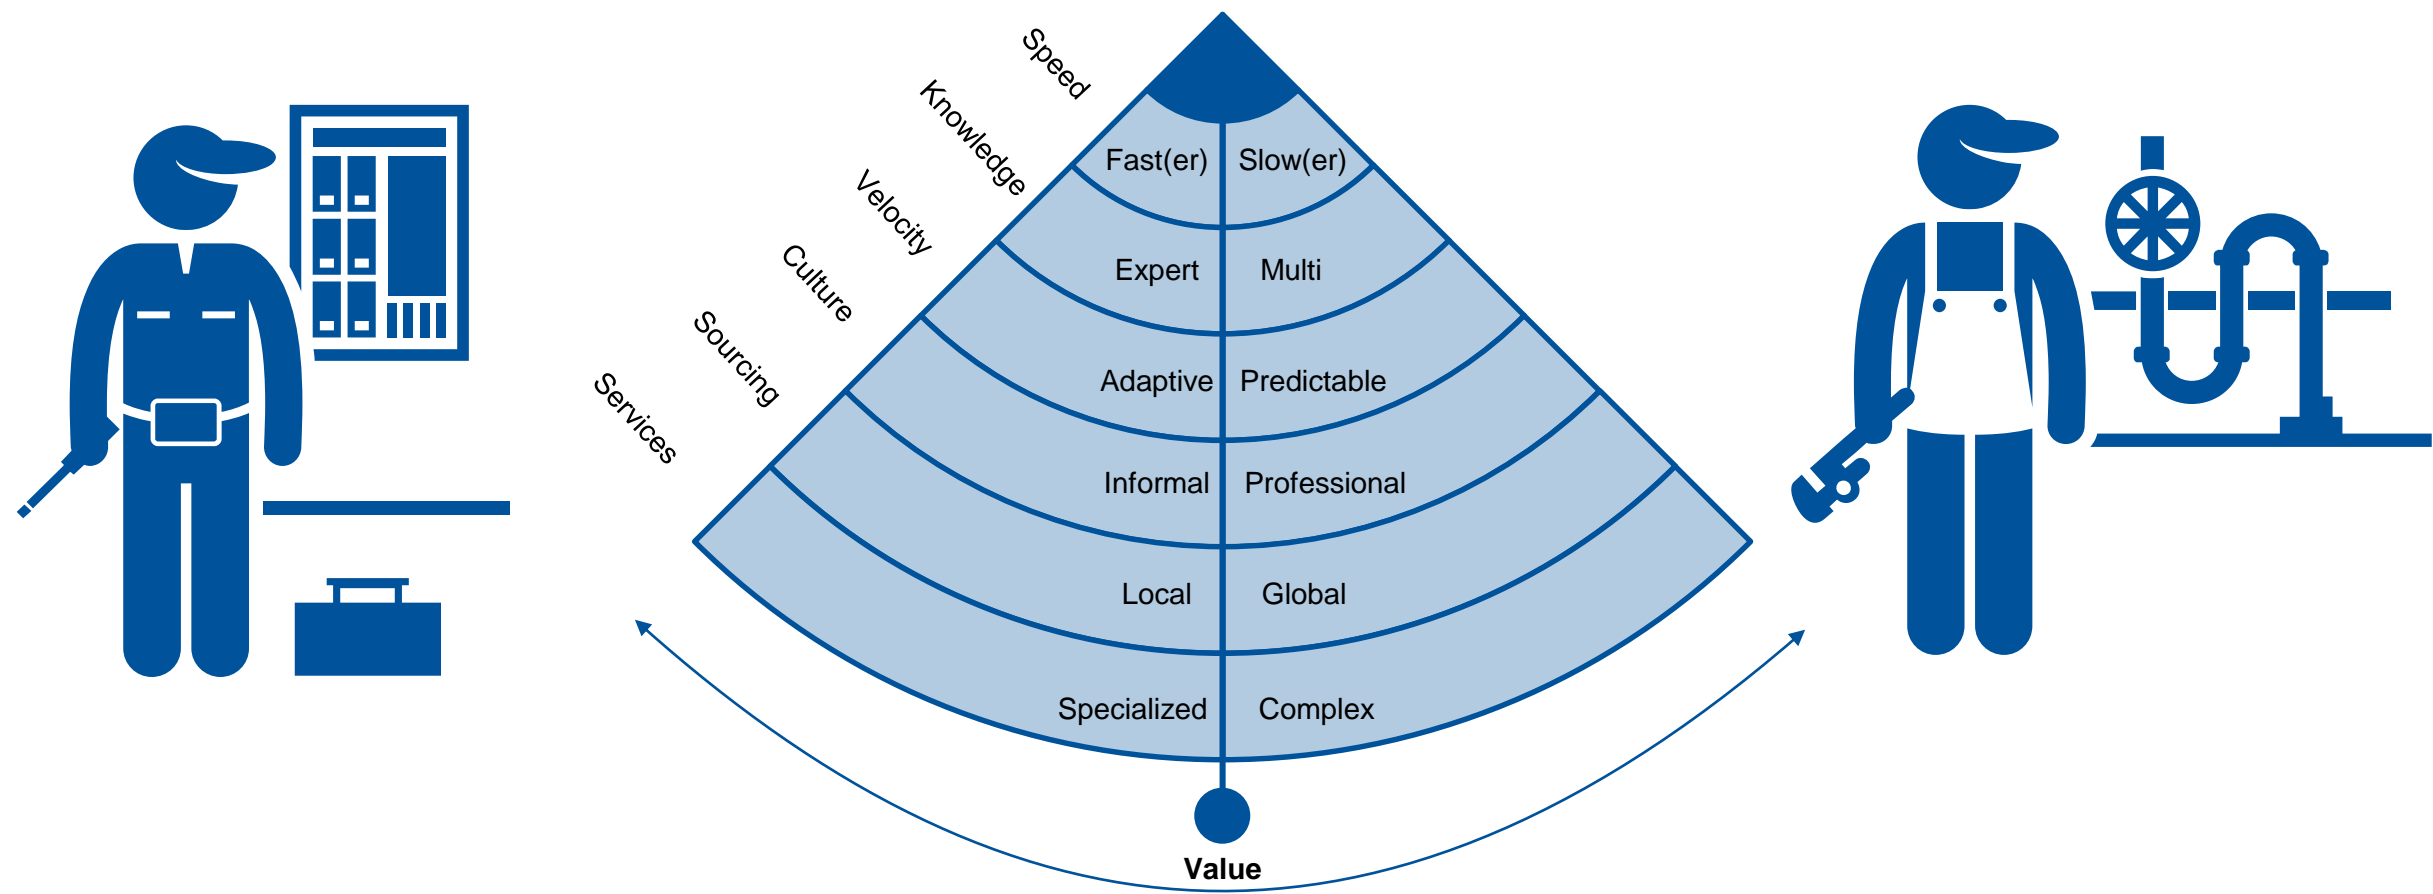 Speed
Knowledge
Velocity
Culture
Sourcing
Services
Fast(er) Slow(er)
Expert Multi
Adaptive Predictable
Informal Professional
Local Global
Specialized Complex
Value